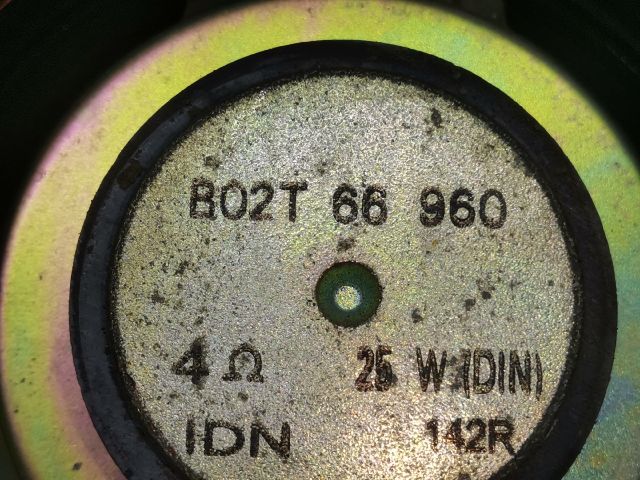 B02T 66 960
4 Ω 25 W (DIN)
IDN 142R